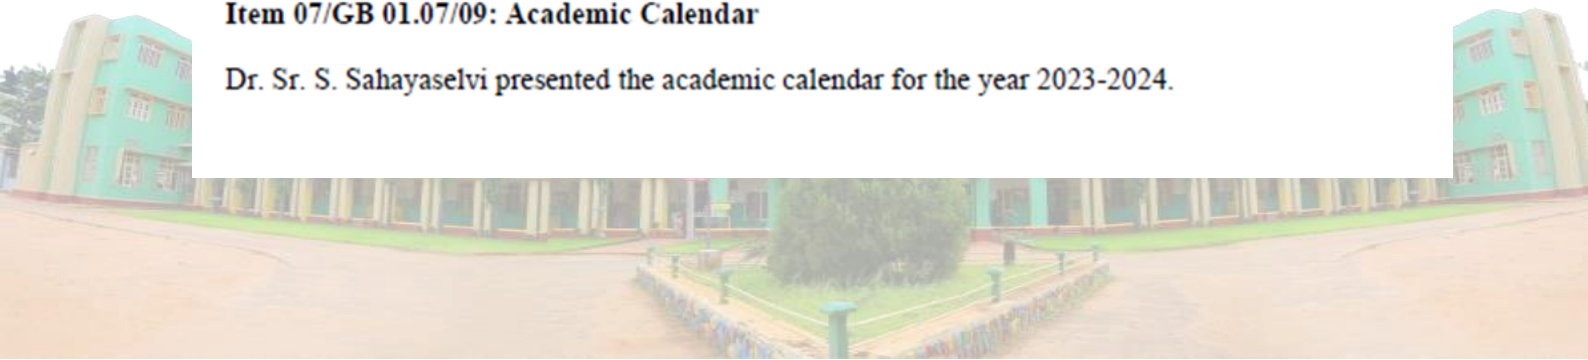 Item 07/GB 01.07/09: Academic Calendar
Dr. Sr. S. Sahayaselvi presented the academic calendar for the year 2023-2024.